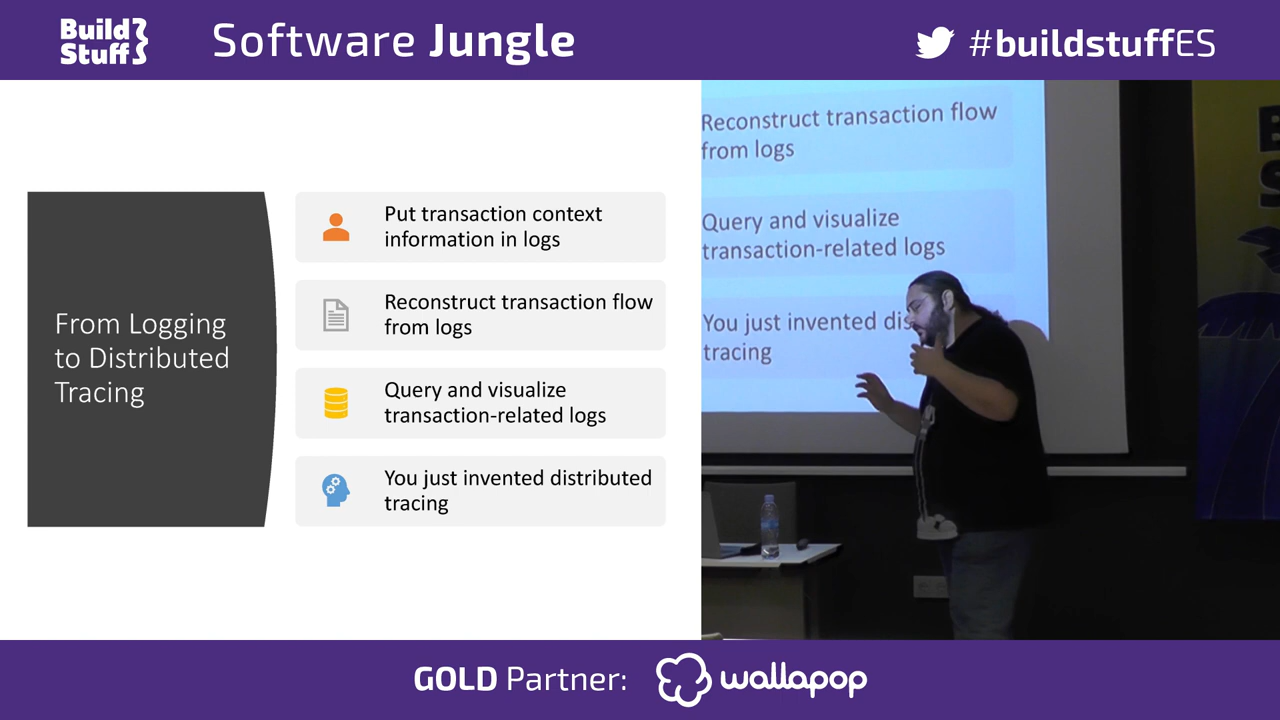 Build
Stuff
Software Jungle
#buildstuffES
From Logging
to Distributed
Tracing
Put transaction context
information in logs
Reconstruct transaction flow
from logs
Query and visualize
transaction-related logs
You just invented distributed
tracing
Reconstruct transaction flow
from logs
Query and visualize
transaction-related logs
You just invented dis
tracing
GOLD Partner:
wallapop